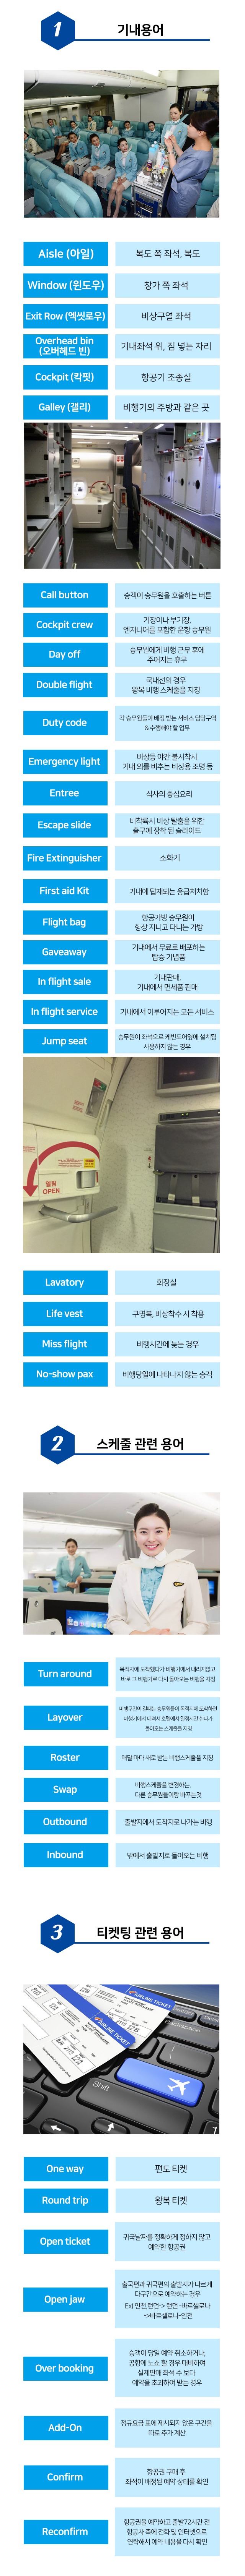 1
기내용어
Aisle (아일)
복도 쪽 좌석, 복도
Window (윈도우)
창가 쪽 좌석
Exit Row (엑씻로우)
비상구열 좌석
Overhead bin
(오버헤드 빈)
기내좌석 위, 짐 넣는 자리
Cockpit (칵핏)
항공기 조종실
Galley (갤리)
비행기의 주방과 같은 곳
Call button
승객이 승무원을 호출하는 버튼
Cockpit crew
기장이나 부기장,
엔지니어를 포함한 운항 승무원
Day off
승무원에게 비행 근무 후에
주어지는 휴무
Double flight
국내선의 경우
왕복 비행 스케줄을 지칭
Duty code
각 승무원들이 배정 받는 서비스 담당구역
& 수행해야 할 업무
Emergency light
비상등 야간 불시착시
기내 외를 비추는 비상용 조명 등
Entree
식사의 중심요리
Escape slide
비착륙시 비상 탈출을 위한
출구에 장착 된 슬라이드
Fire Extinguisher
소화기
First aid Kit
기내에 탑재되는 응급처치함
Flight bag
항공가방 승무원이
항상 지니고 다니는 가방
Gaveaway
기내에서 무료로 배포하는
탑승 기념품
In flight sale
기내판매,
기내에서 면세품 판매
In flight service
기내에서 이루어지는 모든 서비스
Jump seat
승무원이 좌석으로 케빈도어옆에 설치됨
사용하지 않는 경우
열림
OPEN
Lavatory
화장실
Life vest
구명복, 비상착수 시 착용
Miss flight
비행시간에 늦는 경우
No-show pax
비행당일에 나타나지 않는 승객
2
스케줄 관련 용어
Turn around
목적지에 도착했다가 비행기에서 내리지않고
바로 그 비행기로 다시 돌아오는 비행을 지칭
Layover
비행구간이 길때는 승무원들이 목적지에 도착하면
비행기에서 내려서 호텔에서 일정시간 쉬다가
돌아오는 스케줄을 지칭
Roster
매달 마다 새로 받는 비행스케줄을 지칭
Swap
비행스케줄을 변경하는,
다른 승무원들이랑 바꾸는것
Outbound
출발지에서 도착지로 나가는 비행
Inbound
밖에서 출발지로 들어오는 비행
3
티케팅 관련 용어
AIRLINE TICKET
AIRLINE TICKET
Shift
One way
편도 티켓
Round trip
왕복 티켓
Open ticket
귀국날짜를 정확하게 정하지 않고
예약한 항공권
Open jaw
출국편과 귀국편의 출발지가 다르게
다구간으로 예약하는 경우
Ex) 인천,런던-> 런던 -바르셀로나
->바르셀로나-인천
Over booking
승객이 당일 예약 취소하거나,
공항에 노쇼 할 경우 대비하여
실제판매 좌석 수 보다
예약을 초과하여 받는 경우
Add-On
정규요금 표에 제시되지 않은 구간을
따로 추가 계산
Confirm
항공권 구매 후
좌석이 배정된 예약 상태를 확인
Reconfirm
항공권을 예약하고 출발72시간 전
항공사 측에 전화 및 인터넷으로
연락해서 예약 내용을 다시 확인